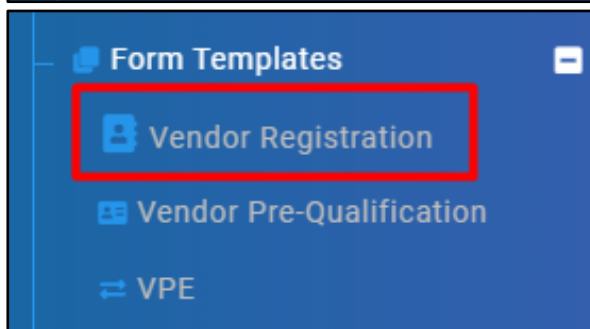 Form Templates
Vendor Registration
Vendor Pre-Qualification
VPE